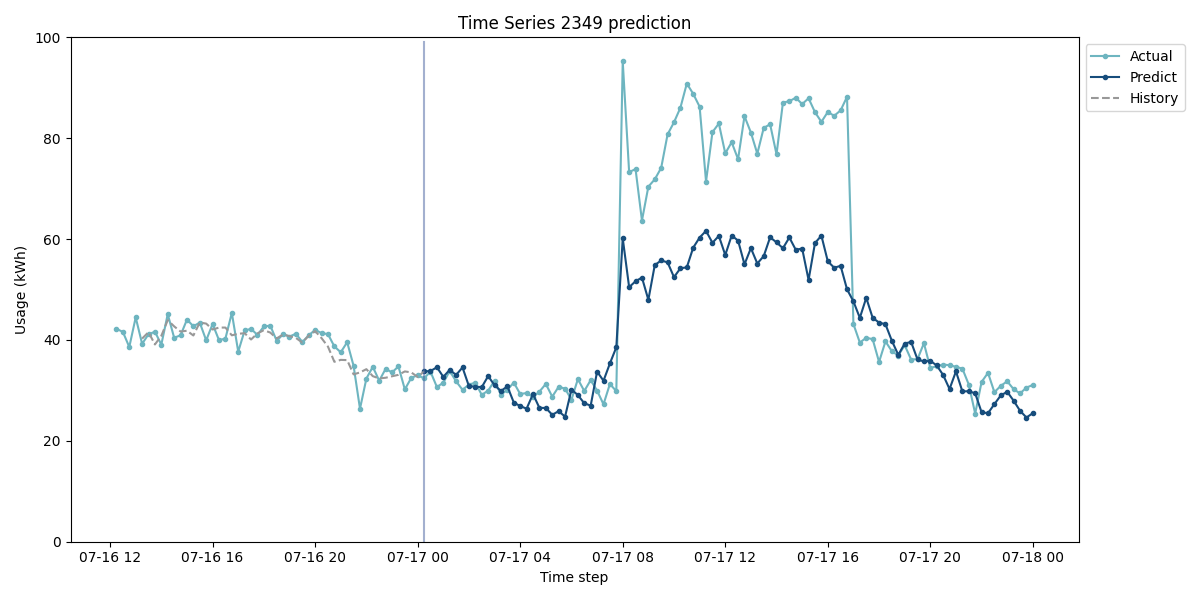 Time Series 2349 prediction
Usage (kWh)
100
80
60
40
20
0
07-16 12
07-16 16
07-16 20
07-17 00
07-17 04
07-17 08
07-17 12
07-17 16
07-17 20
07-18 00
Time step
Actual
Predict
History